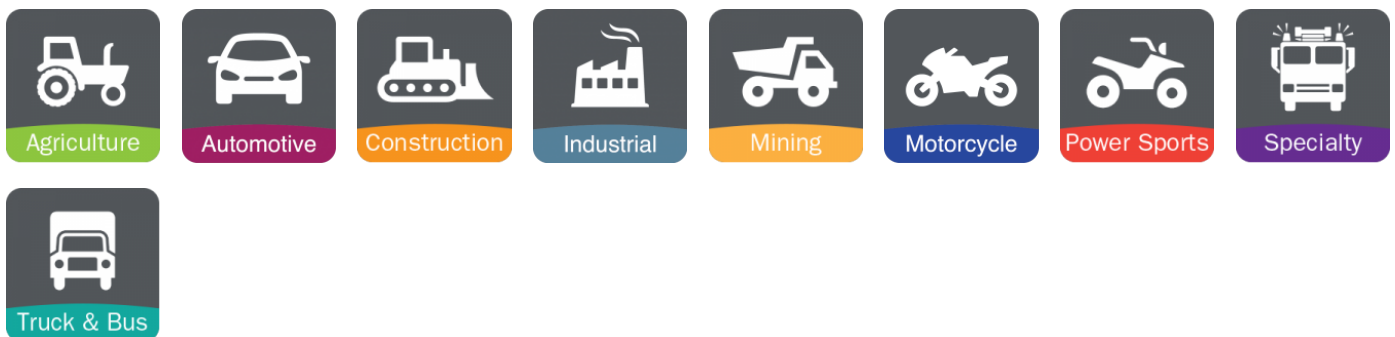 Agriculture
Automotive
Construction
Industrial
Mining
Motorcycle
Power Sports
Specialty
Truck & Bus